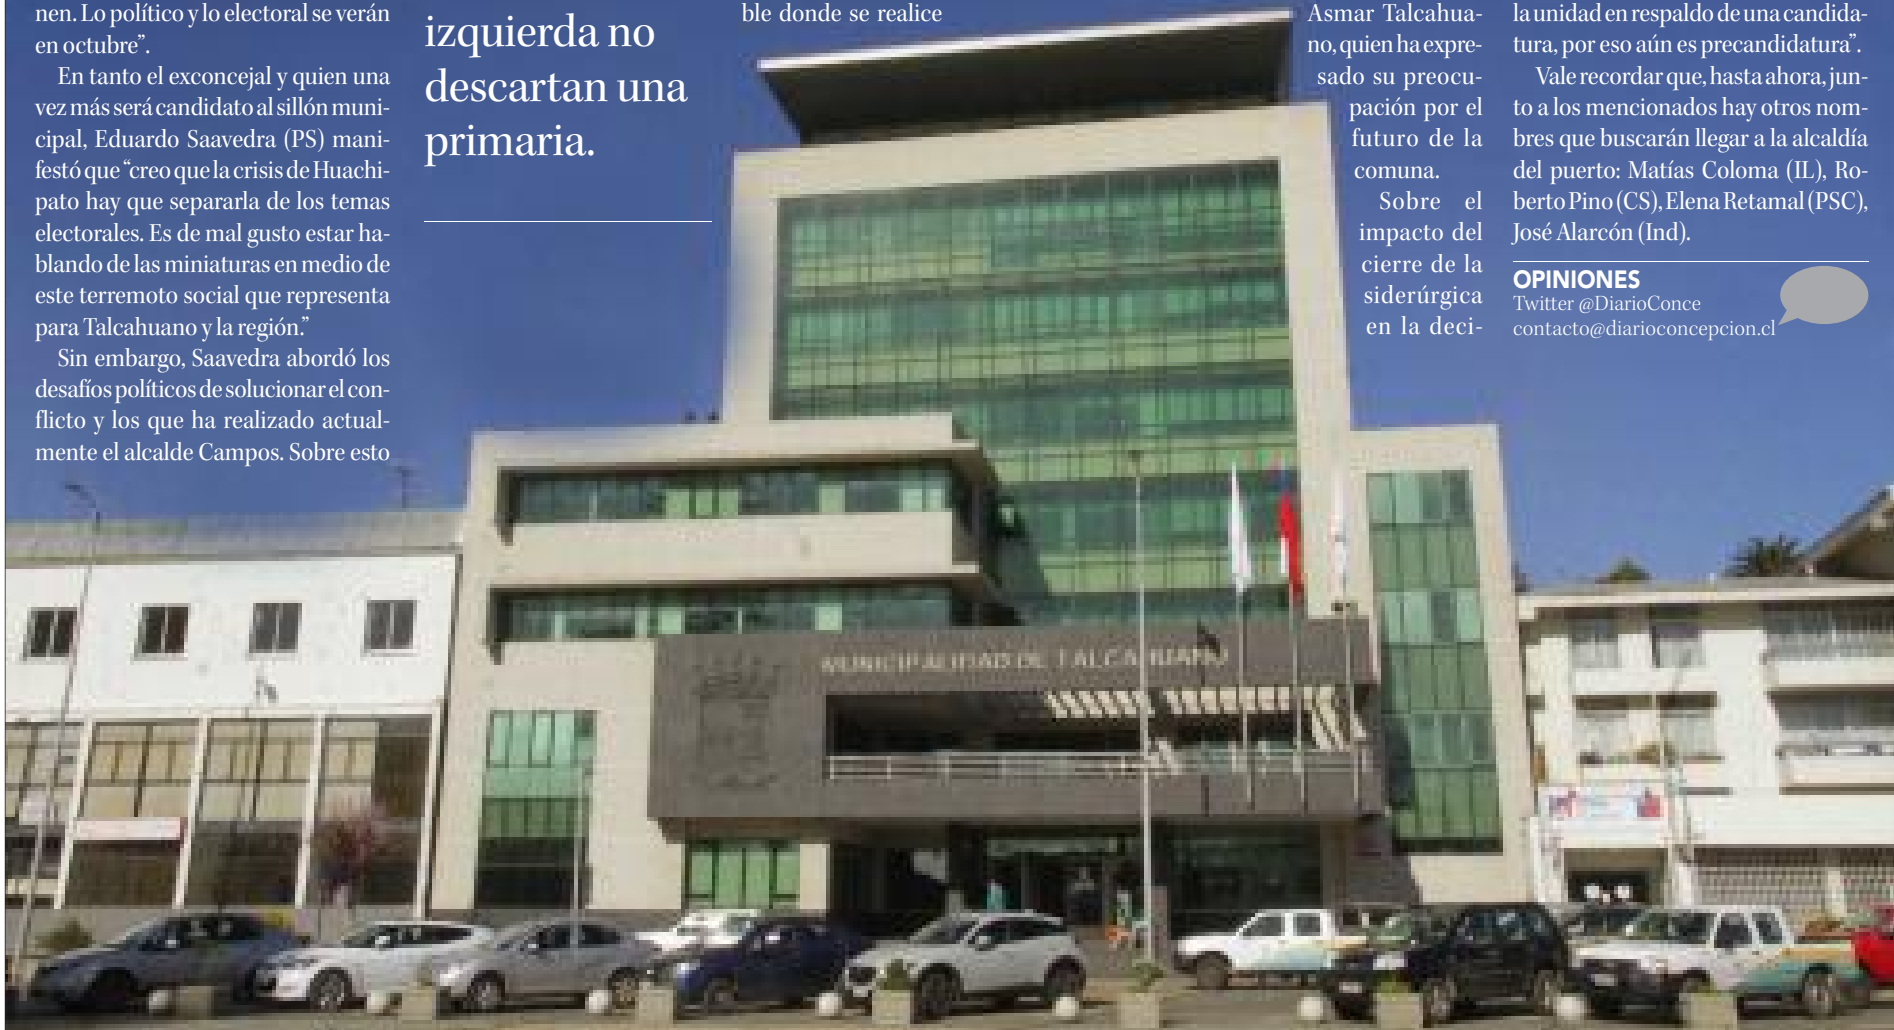 nen. Lo político y lo electoral se verán
en octubre”.
En tanto el exconcejal y quien una
vez más será candidato al sillón muni-
cipal, Eduardo Saavedra (PS) mani-
festó que “creo que la crisis de Huachi-
pato hay que separarla de los temas
electorales. Es de mal gusto estar ha-
blando de las miniaturas en medio de
este terremoto social que representa
para Talcahuano y la región.”
Sin embargo, Saavedra abordó los
desafíos políticos de solucionar el con-
flicto y los que ha realizado actual-
mente el alcalde Campos. Sobre esto
izquierda no
descartan una
primaria.
ble donde se realice
Asmar Talcahua-
no, quien ha expre-
sado su preocu-
pación por el
futuro de la
comuna.
Sobre el
impacto del
cierre de la
siderúrgica
en la deci-
la unidad en respaldo de una candida-
tura, por eso aún es precandidatura”.
Vale recordar que, hasta ahora, jun-
to a los mencionados hay otros nom-
bres que buscarán llegar a la alcaldía
del puerto: Matías Coloma (IL), Ro-
berto Pino (CS), Elena Retamal (PSC),
José Alarcón (Ind).
OPINIONES
Twitter @DiarioConce
contacto@diarioconcepcion.cl
MUNICIPALIDAD DE TALCAHUANO